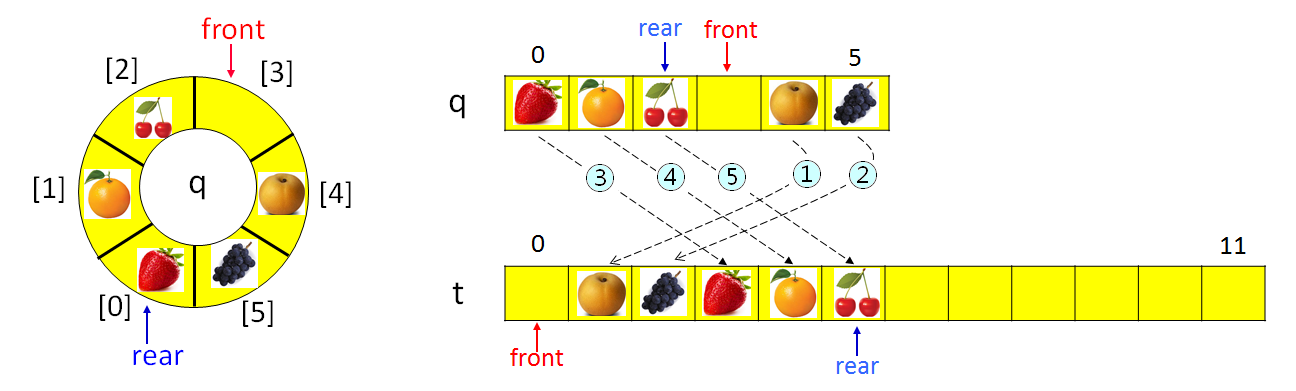 front
[2]
[3]
[1]
q
[4]
[0]
[5]
rear
rear
front
0
5
q
3
4
5
1
2
0
11
t
front
rear